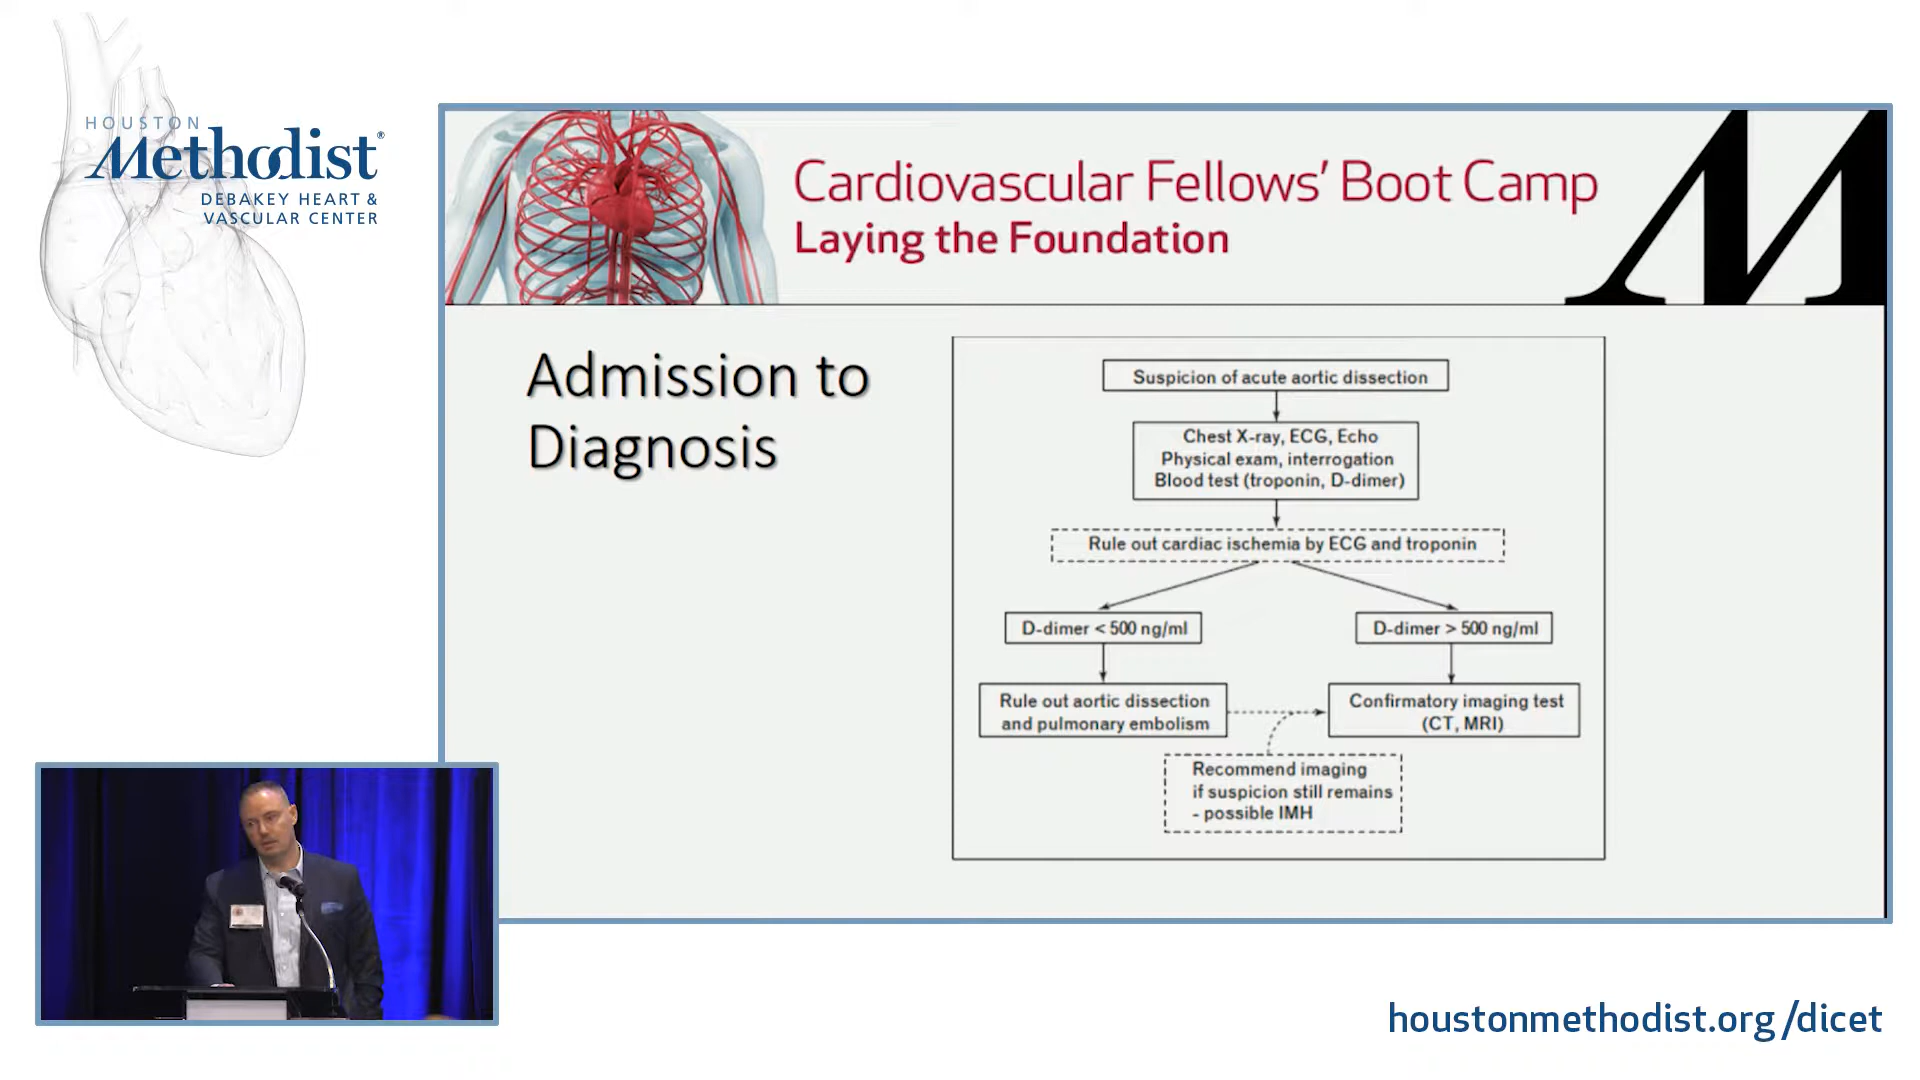 HOUSTON
Methodist®
DEBAKEY HEART &
VASCULAR CENTER
Cardiovascular Fellows' Boot Camp
Laying the Foundation
M
Admission to
Diagnosis
Suspicion of acute aortic dissection
Chest X-ray, ECG, Echo
Physical exam, interrogation
Blood test (troponin, D-dimer)
Rule out cardiac ischemia by ECG and troponin
D-dimer < 500 ng/ml
D-dimer > 500 ng/ml
Rule out aortic dissection
and pulmonary embolism
Confirmatory imaging test
(CT, MRI)
Recommend imaging
if suspicion still remains
- possible IMH
houstonmethodist.org/dicet